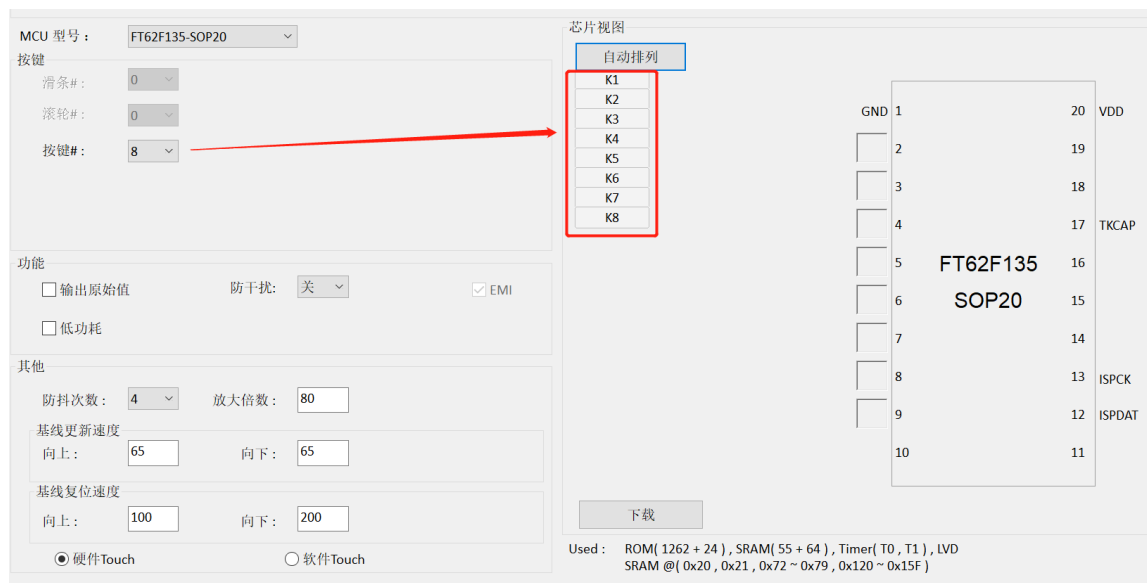 MCU 型号：
FT62F135-SOP20
按键
滑条#：
0
滚轮#：
0
按键#：
8
功能
输出原始值
防干扰:
关
EMI
低功耗
其他
防抖次数：
4
放大倍数：
80
基线更新速度
向上：
65
向下：
65
基线复位速度
向上：
100
向下：
200
硬件Touch
软件Touch
芯片视图
自动排列
K1
K2
K3
K4
K5
K6
K7
K8
GND 1 20 VDD
2 19
3 18
4 17 TKCAP
5 FT62F135 16
6 SOP20 15
7 14
8 13 ISPCK
9 12 ISPDAT
10 11
下载
Used : ROM( 1262 + 24 ) , SRAM( 55 + 64 ) , Timer( T0 , T1 ) , LVD
SRAM @( 0x20 , 0x21 , 0x72 ~ 0x79 , 0x120 ~ 0x15F )